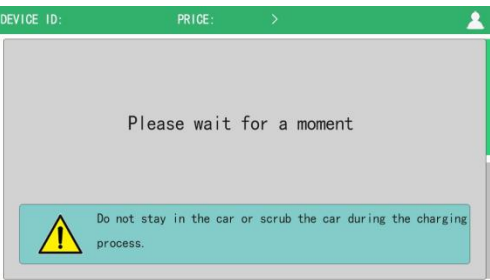 DEVICE ID: PRICE: >
Please wait for a moment
Do not stay in the car or scrub the car during the charging
process.